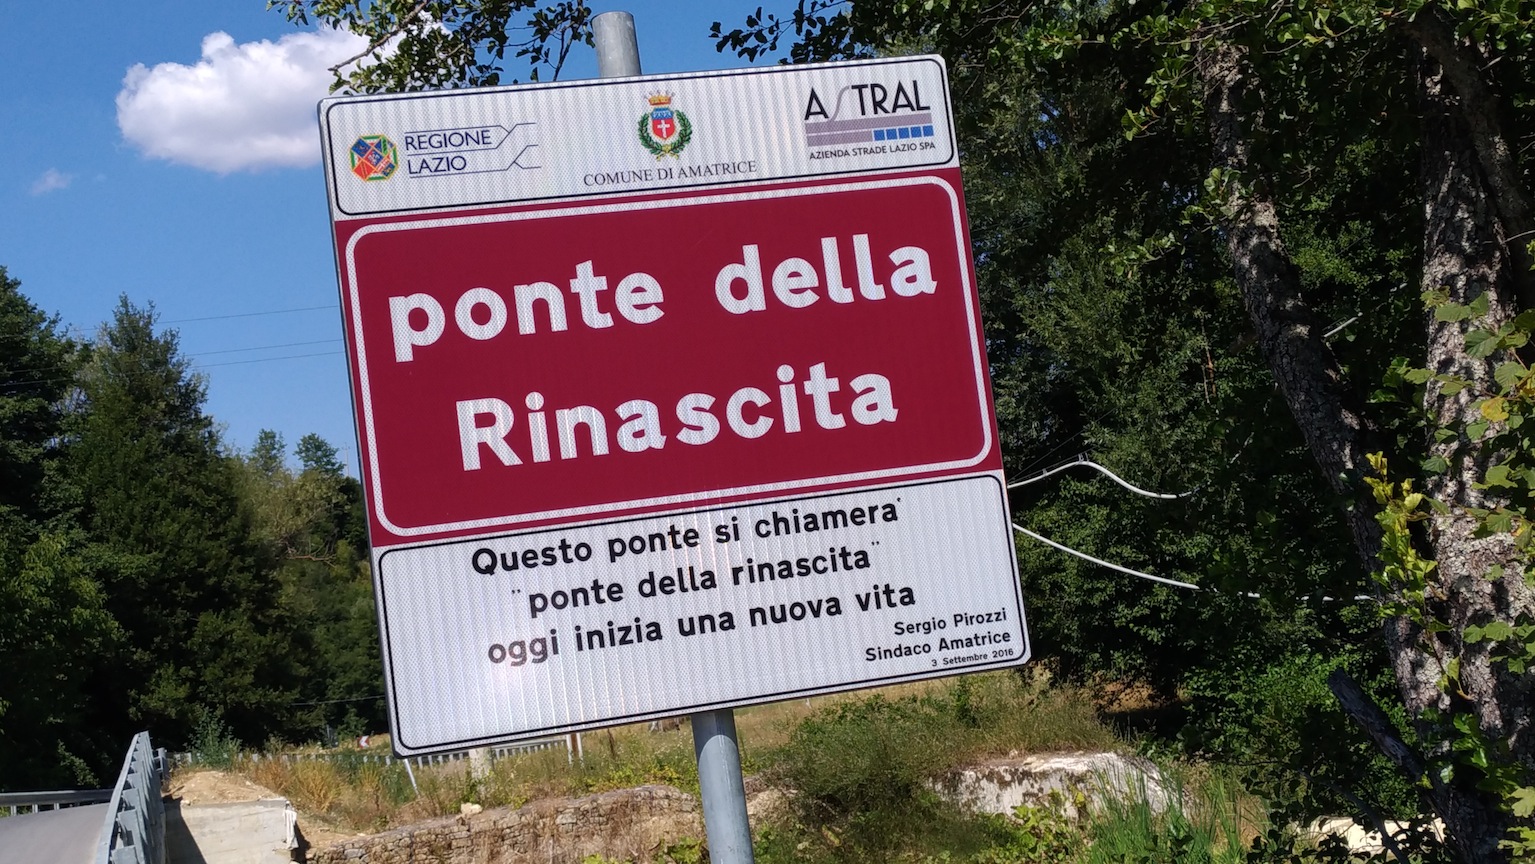 REGIONE
LAZIO
COMUNE DI AMATRICE
ASTRAL
AZIENDA STRADE LAZIO SPA
ponte della
Rinascita
Questo ponte si chiamera'
"ponte della rinascita"
oggi inizia una nuova vita
Sergio Pirozzi
Sindaco Amatrice
3 Settembre 2016